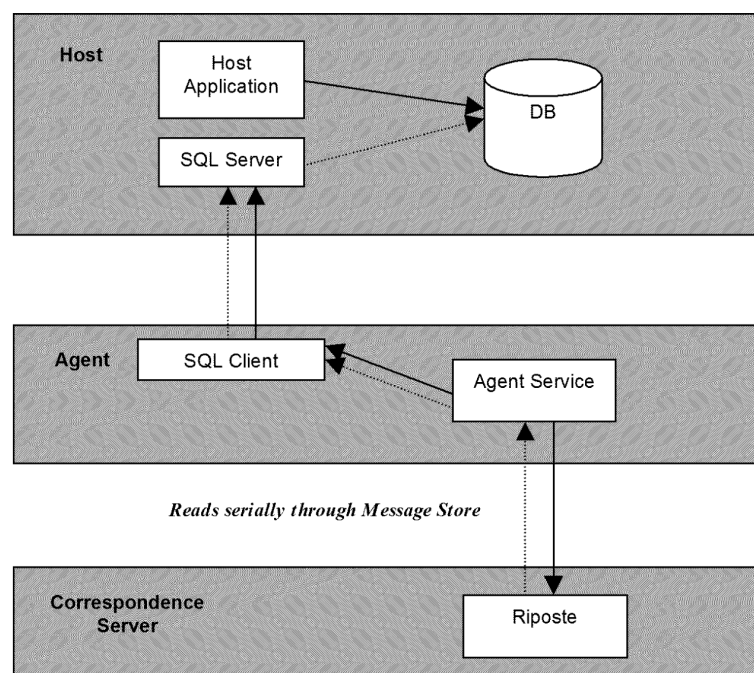 Host
Host
Application
DB
SQL Server
Agent
SQL Client
Agent Service
Reads serially through Message Store
Correspondence
Server
Riposte